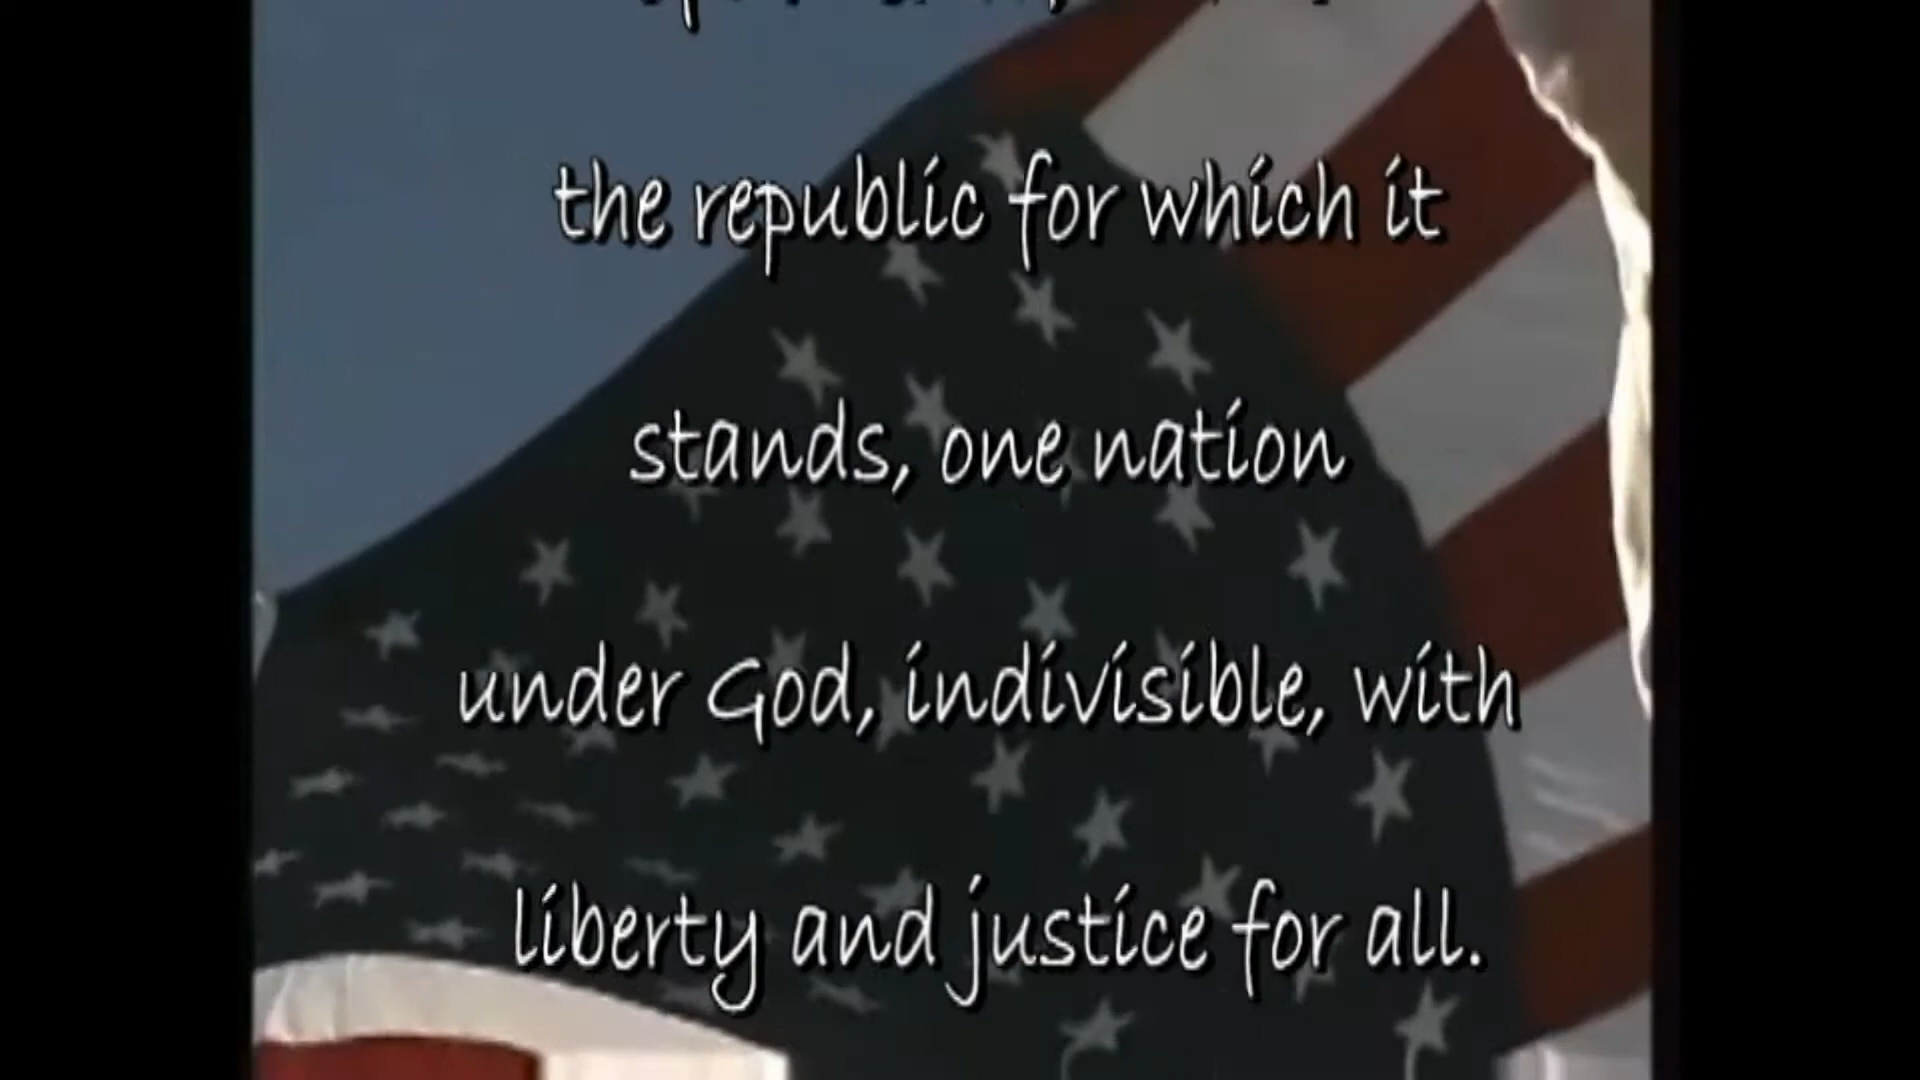 the republic for which it
stands, one nation
under God, indivisible, with
liberty and justice for all.